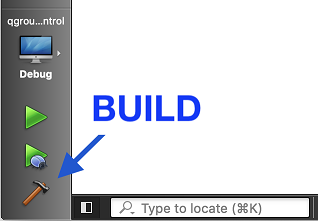 qgrou...ntrol
Debug
BUILD
Type to locate (⌘K)